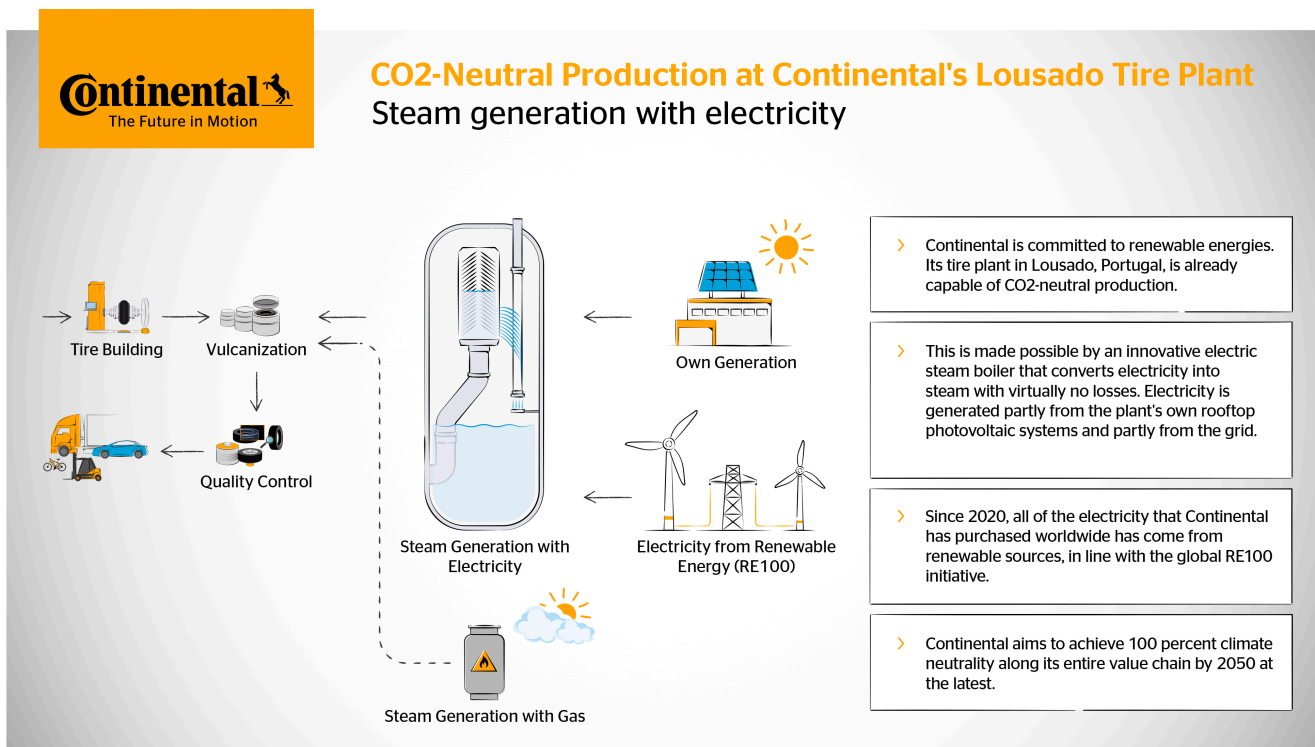 Continental
The Future in Motion
CO2-Neutral Production at Continental's Lousado Tire Plant
Steam generation with electricity
Tire Building
Vulcanization
Quality Control
Steam Generation with
Electricity
Own Generation
Electricity from Renewable
Energy (RE100)
Steam Generation with Gas
Continental is committed to renewable energies.
Its tire plant in Lousado, Portugal, is already
capable of CO2-neutral production.
This is made possible by an innovative electric
steam boiler that converts electricity into
steam with virtually no losses. Electricity is
generated partly from the plant's own rooftop
photovoltaic systems and partly from the grid.
Since 2020, all of the electricity that Continental
has purchased worldwide has come from
renewable sources, in line with the global RE100
initiative.
Continental aims to achieve 100 percent climate
neutrality along its entire value chain by 2050 at
the latest.